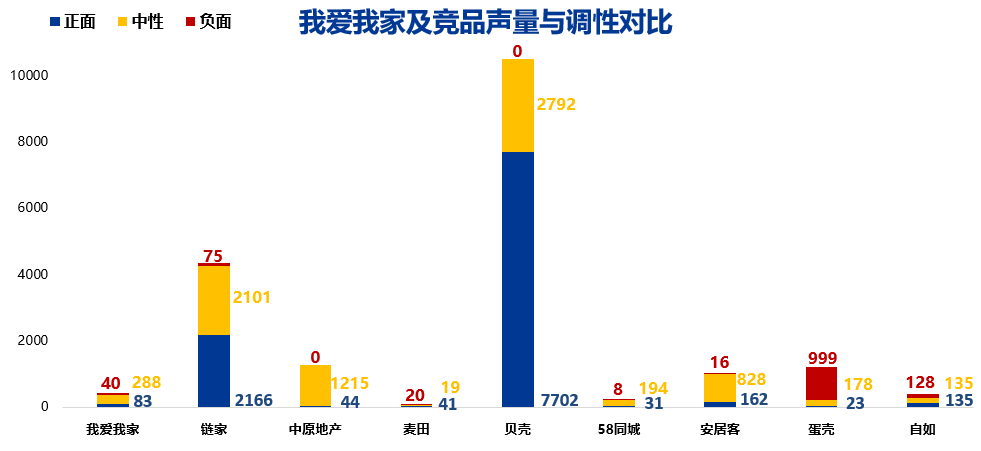 我爱我家及竞品声量与调性对比
正面 中性 负面
10000
8000
6000
4000
2000
0
40 288 83
75 2101 2166
0 1215 44
20 19 41
0 2792 7702
8 194 31
16 828 162
999 178 23
128 135 135
我爱我家 链家 中原地产 麦田 贝壳 58同城 安居客 蛋壳 自如